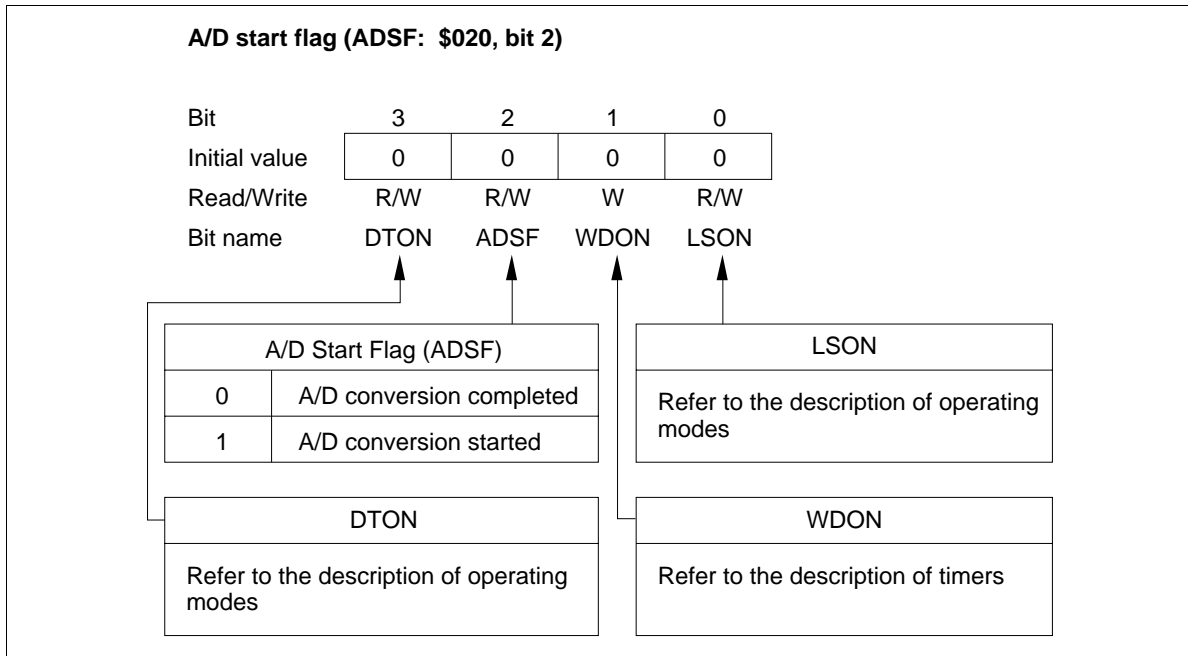 A/D start flag (ADSF: $020, bit 2)
Bit 3 2 1 0
Initial value 0 0 0 0
Read/Write R/W R/W W R/W
Bit name DTON ADSF WDON LSON
A/D Start Flag (ADSF)
0 A/D conversion completed
1 A/D conversion started
LSON
Refer to the description of operating
modes
DTON
Refer to the description of operating
modes
WDON
Refer to the description of timers